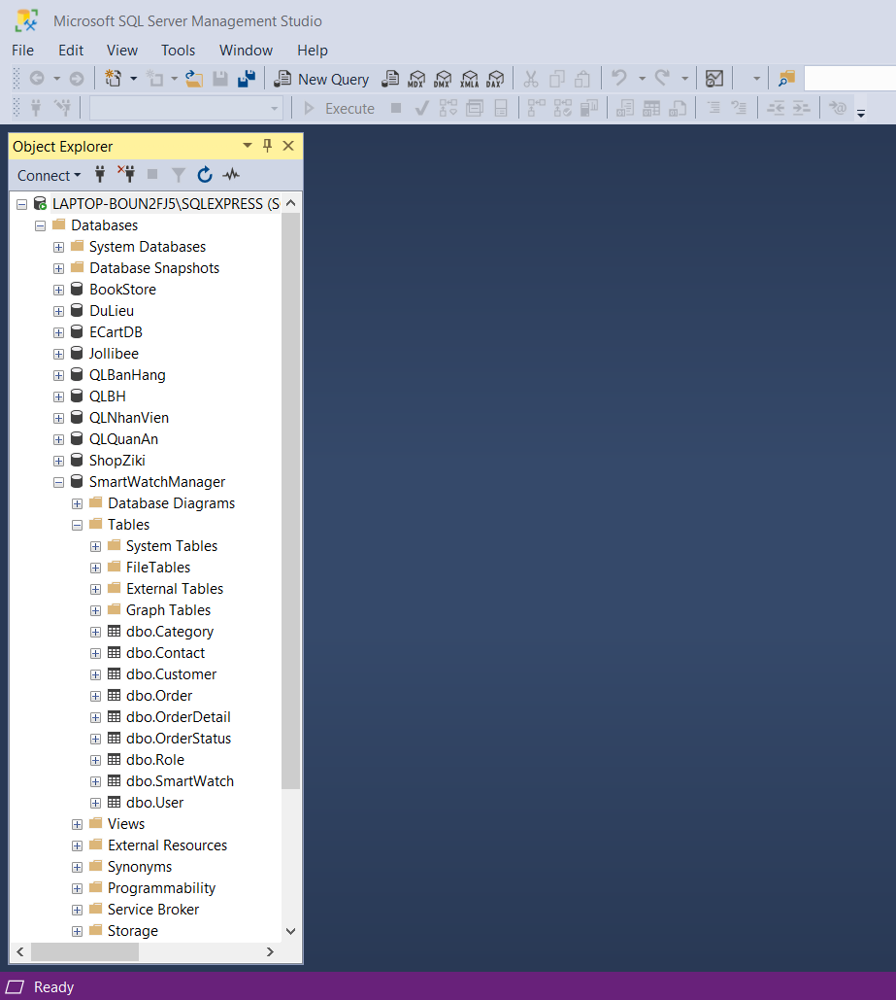 Microsoft SQL Server Management Studio
File Edit View Tools Window Help
New Query MDX DMX XMLA DAX
Execute
Object Explorer
Connect
LAPTOP-BOUN2FJ5\SQLEXPRESS (S
Databases
System Databases
Database Snapshots
BookStore
DuLieu
ECartDB
Jollibee
QLBanHang
QLBH
QLNhanVien
QLQuanAn
ShopZiki
SmartWatchManager
Database Diagrams
Tables
System Tables
FileTables
External Tables
Graph Tables
dbo.Category
dbo.Contact
dbo.Customer
dbo.Order
dbo.OrderDetail
dbo.OrderStatus
dbo.Role
dbo.SmartWatch
dbo.User
Views
External Resources
Synonyms
Programmability
Service Broker
Storage
Ready